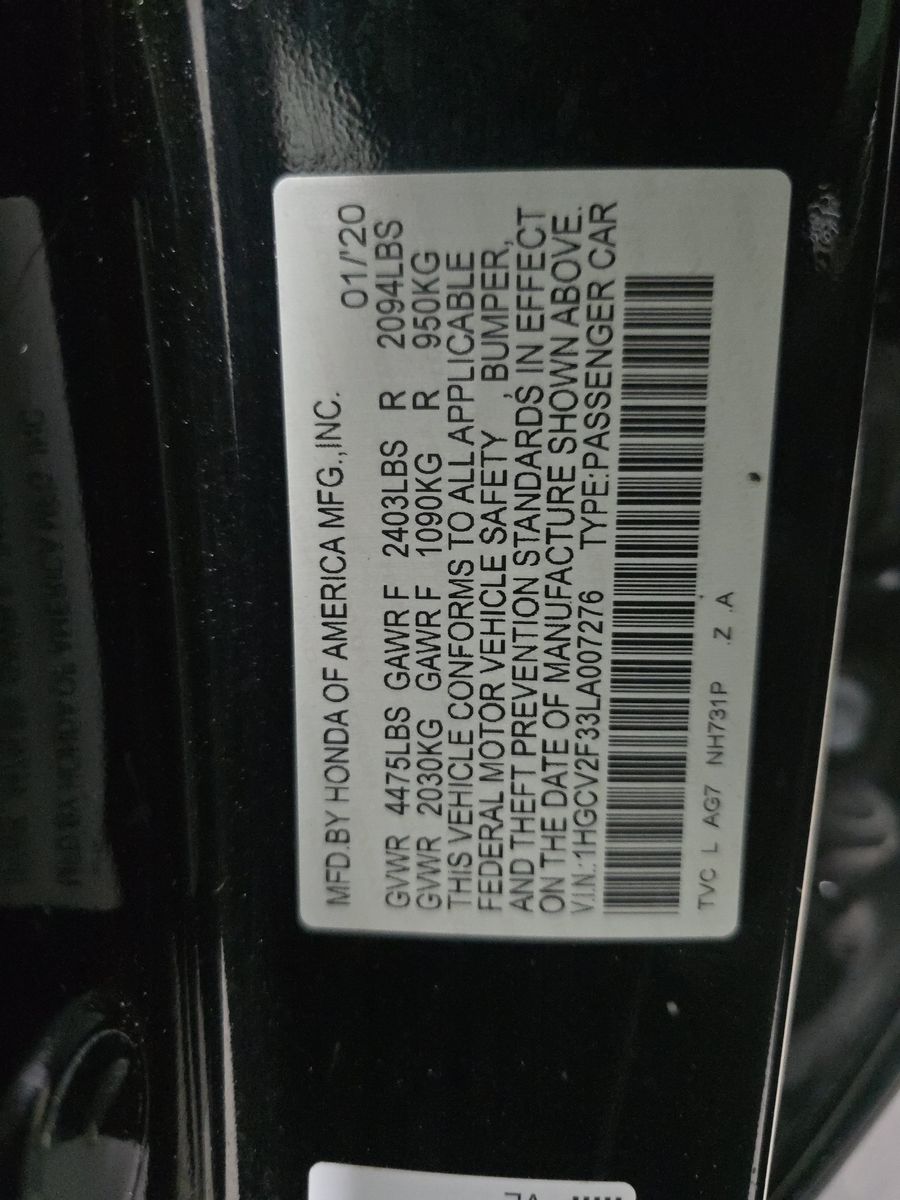 MFD.BY HONDA OF AMERICA MFG.,INC. 01/'20
GVWR 4475LBS GAWR F 2403LBS R 2094LBS
GVWR 2030KG GAWR F 1090KG R 950KG
THIS VEHICLE CONFORMS TO ALL APPLICABLE
FEDERAL MOTOR VEHICLE SAFETY , BUMPER,
AND THEFT PREVENTION STANDARDS IN EFFECT
ON THE DATE OF MANUFACTURE SHOWN ABOVE.
V.I.N.:1HGCV2F33LA007276 TYPE:PASSENGER CAR
TVC L AG7 NH731P .Z .A